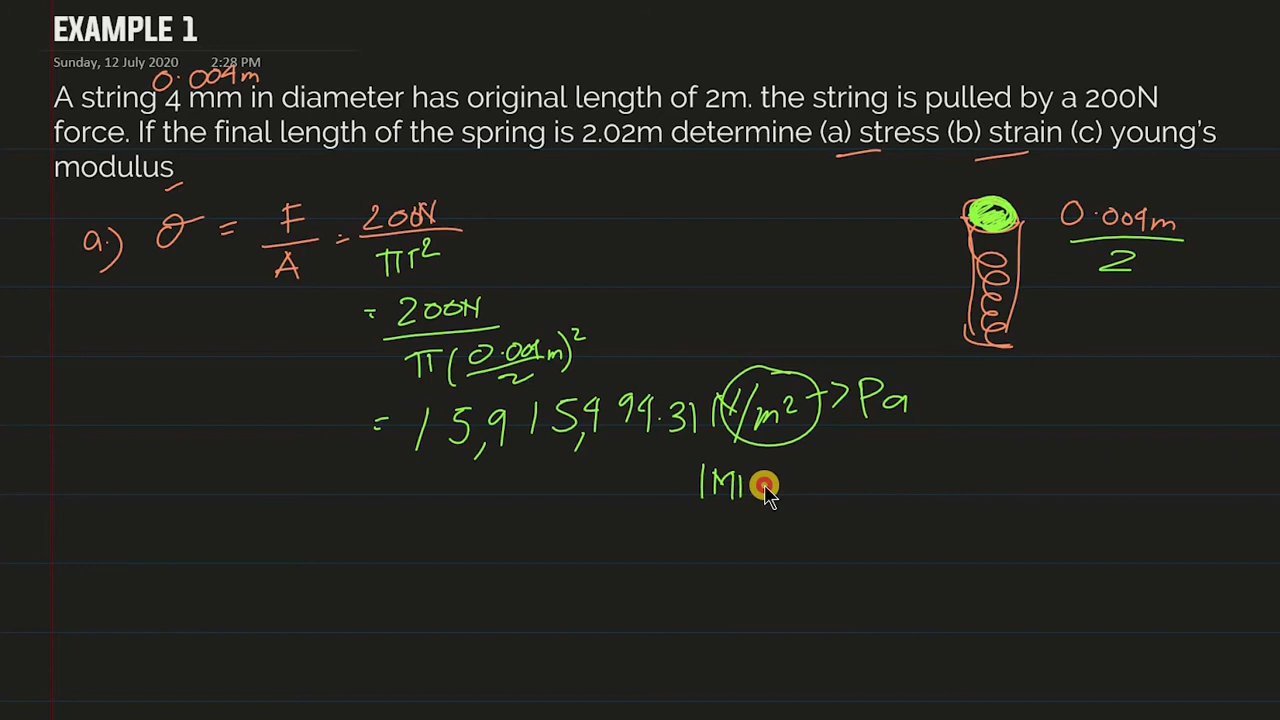 EXAMPLE 1
Sunday, 12 July 2020 2:28 PM
0.004m
A string 4 mm in diameter has original length of 2m. the string is pulled by a 200N
force. If the final length of the spring is 2.02m determine (a) stress (b) strain (c) young's
modulus
a.) σ = F/A = 200N/πr²
0.004m/2
= 200N/π(0.004m/2)²
= 15,915,494.31 N/m² -> Pa
1M